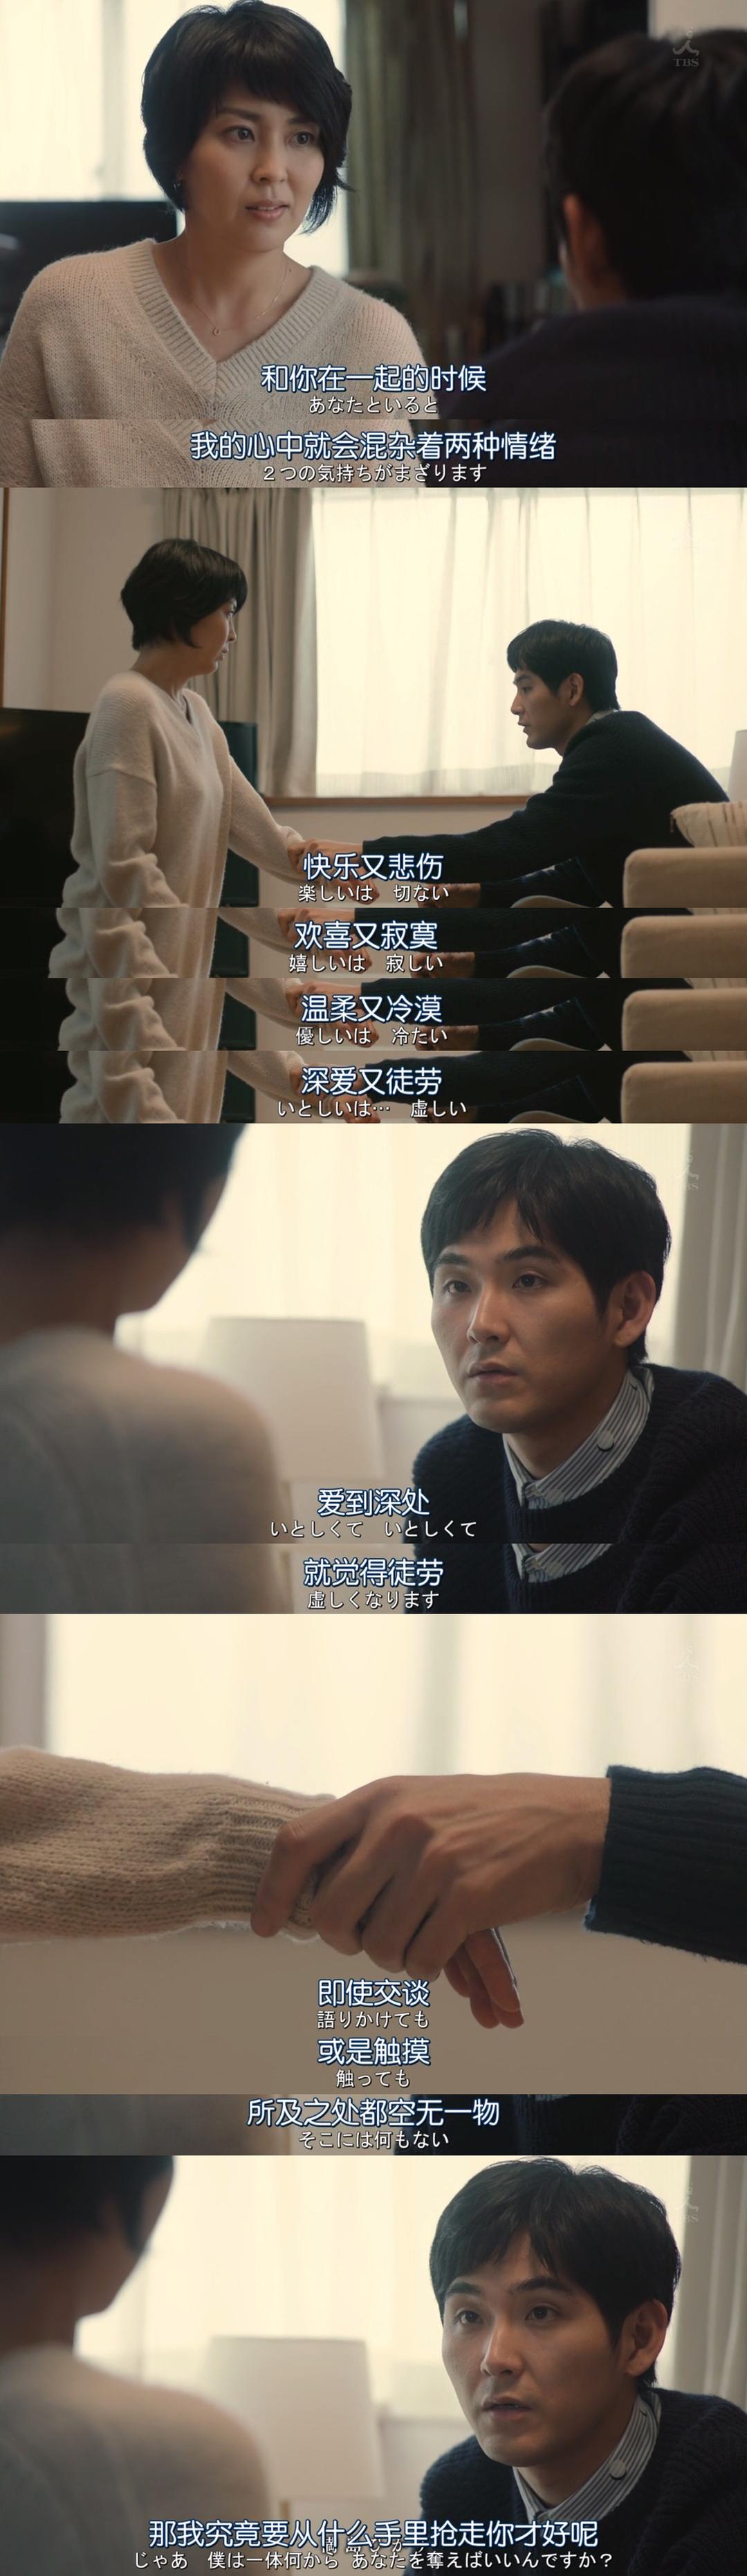 TBS
和你在一起的时候
あなたといると
我的心中就会混杂着两种情绪
2つの気持ちがまざります
快乐又悲伤
楽しいは 切ない
欢喜又寂寞
嬉しいは 寂しい
温柔又冷漠
優しいは 冷たい
深爱又徒劳
いとしいは… 虚しい
爱到深处
いとしくて いとしくて
就觉得徒劳
虚しくなります
即使交谈
語りかけても
或是触摸
触っても
所及之处都空无一物
そこには何もない
那我究竟要从什么手里抢走你才好呢
じゃあ 僕は一体何から あなたを奪えばいいんですか?